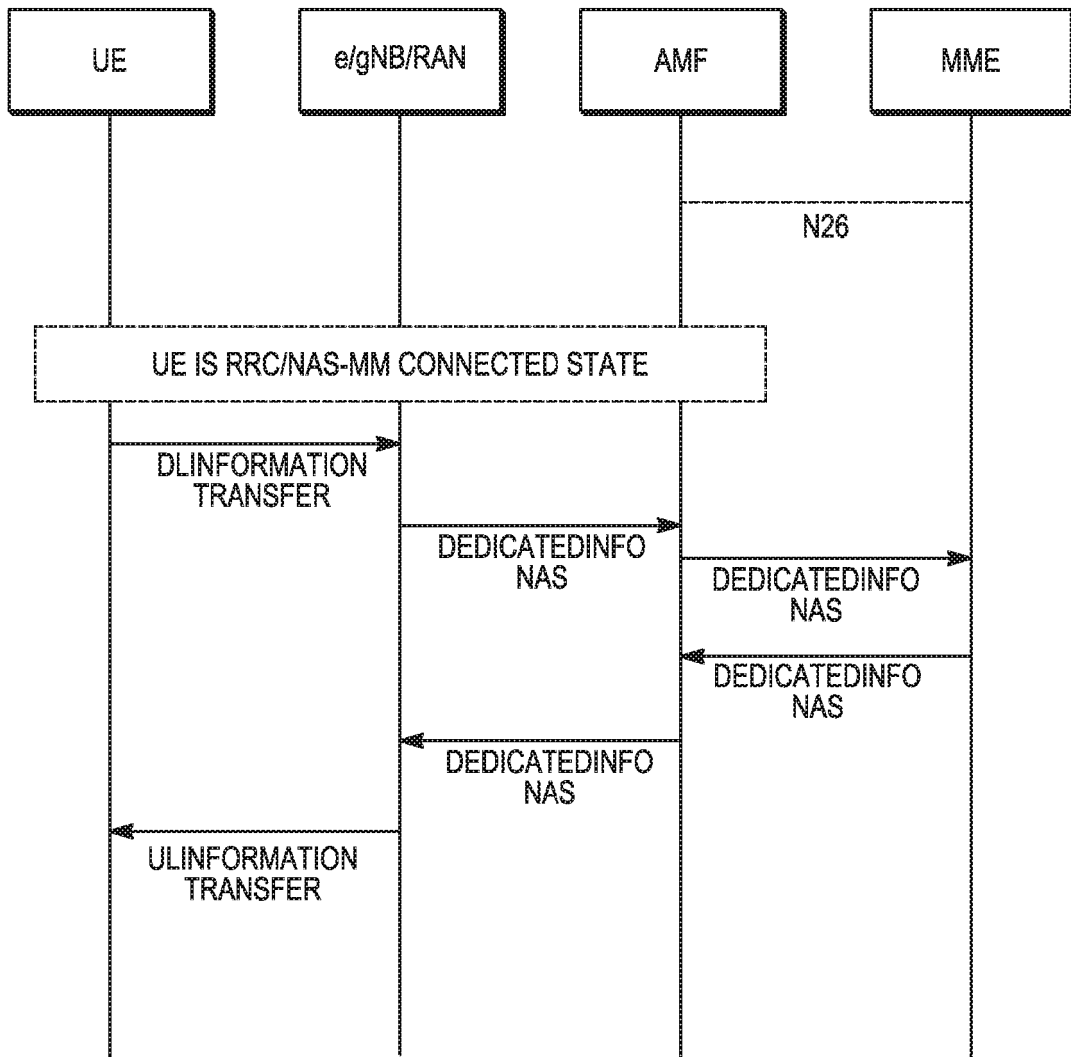 UE
e/gNB/RAN
AMF
MME
N26
UE IS RRC/NAS-MM CONNECTED STATE
DLINFORMATION
TRANSFER
DEDICATEDINFO
NAS
DEDICATEDINFO
NAS
DEDICATEDINFO
NAS
DEDICATEDINFO
NAS
ULINFORMATION
TRANSFER